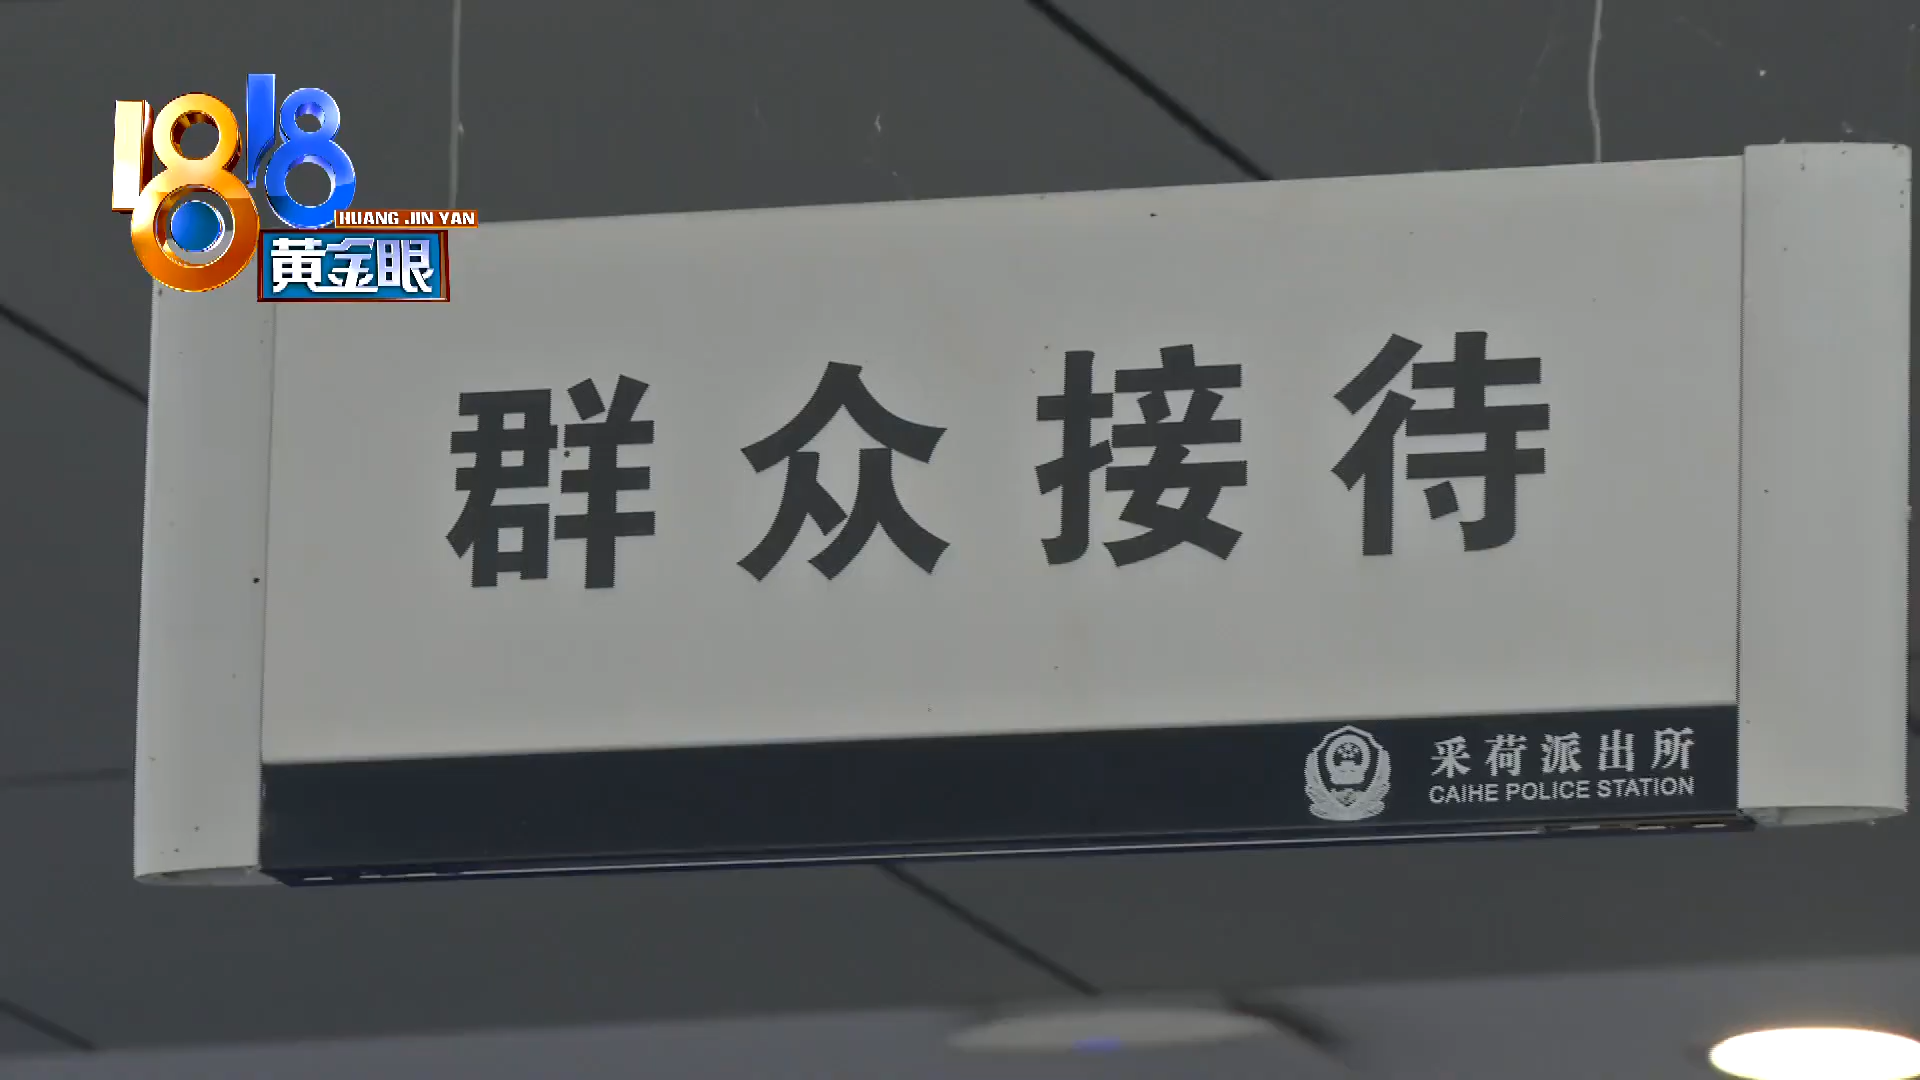 1818
HUANG JIN YAN
黄金眼
群众接待
采荷派出所
CAIHE POLICE STATION